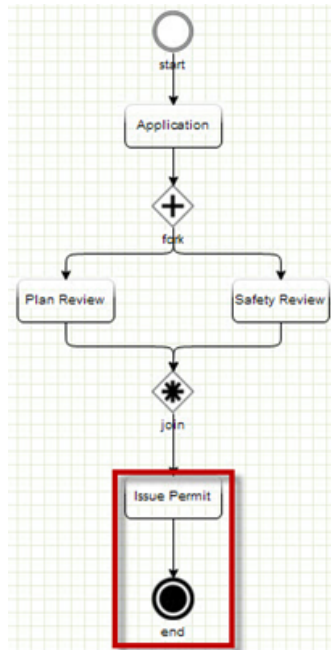 start
Application
fork
Plan Review
Safety Review
join
Issue Permit
end